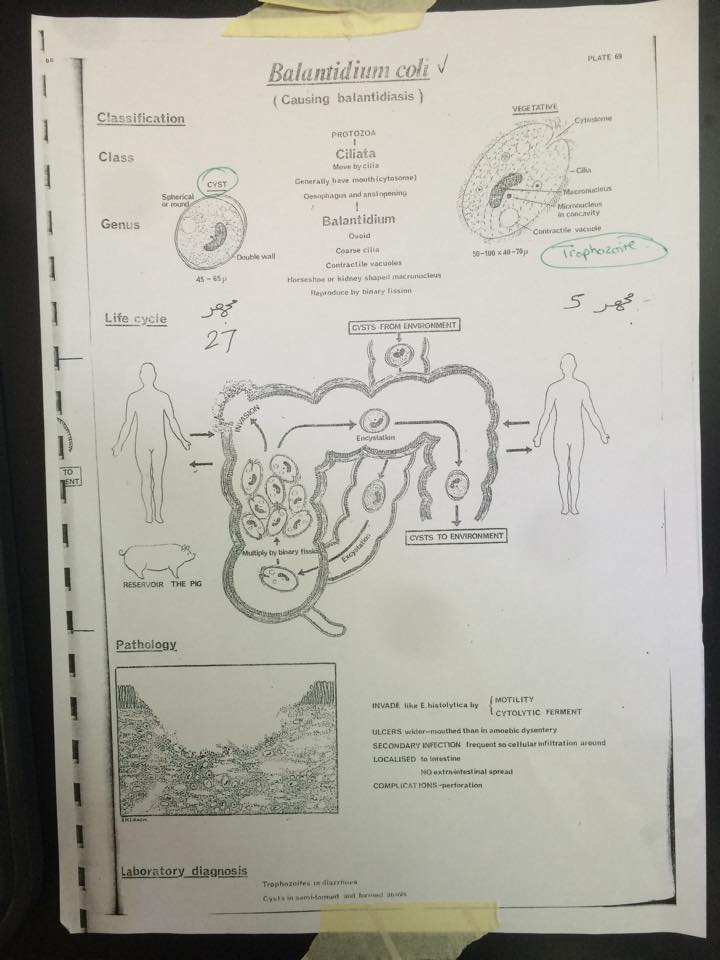 Balantidium coli ✓
PLATE 69
( Causing balantidiasis )
Classification
PROTOZOA
VEGETATIVE
Cytostome
Class
Ciliata
Move by cilia
Generally have mouth (cytosome)
Oesophagus and anal opening
CYST
Spherical
or round
Cilia
Macronucleus
Micronucleus
in concavity
Contractile vacuole
Genus
Balantidium
Ovoid
Coarse cilia
Contractile vacuoles
Horseshoe or kidney shaped macronucleus
Reproduce by binary fission
Double wall
45-65µ
50-100 x 40-70µ
Trophozoite
Life cycle
مجهر
27
مجهر 5
CYSTS FROM ENVIRONMENT
INVASION
Encystation
Multiply by binary fissi
Excystation
CYSTS TO ENVIRONMENT
TO
ENT
RESERVOIR THE PIG
Pathology
INVADE like E.histolytica by { MOTILITY
CYTOLYTIC FERMENT
ULCERS wider-mouthed than in amoebic dysentery
SECONDARY INFECTION frequent so cellular infiltration around
LOCALISED to intestine
NO extra-intestinal spread
COMPLICATIONS-perforation
Laboratory diagnosis
Trophozoites in diarrhoea
Cysts in semi-formed and formed stools